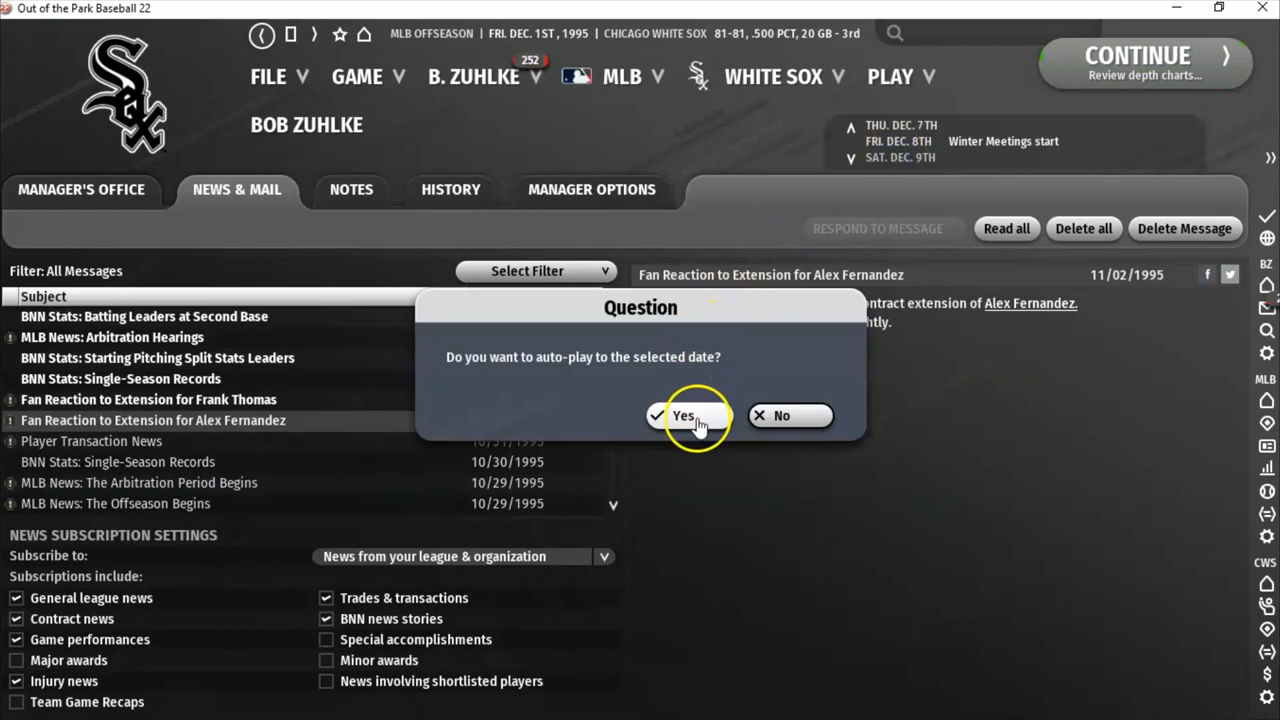 Out of the Park Baseball 22
MLB OFFSEASON | FRI. DEC. 1ST, 1995 | CHICAGO WHITE SOX 81-81, .500 PCT, 20 GB - 3rd
CONTINUE
Review depth charts...
252
FILE GAME B. ZUHLKE MLB WHITE SOX PLAY
BOB ZUHLKE
THU. DEC. 7TH
FRI. DEC. 8TH Winter Meetings start
SAT. DEC. 9TH
MANAGER'S OFFICE NEWS & MAIL NOTES HISTORY MANAGER OPTIONS
RESPOND TO MESSAGE Read all Delete all Delete Message
Filter: All Messages Select Filter
Fan Reaction to Extension for Alex Fernandez 11/02/1995
Subject
ontract extension of Alex Fernandez.
htly.
BNN Stats: Batting Leaders at Second Base
MLB News: Arbitration Hearings
BNN Stats: Starting Pitching Split Stats Leaders
BNN Stats: Single-Season Records
Fan Reaction to Extension for Frank Thomas
Fan Reaction to Extension for Alex Fernandez
Player Transaction News 10/31/1995
BNN Stats: Single-Season Records 10/30/1995
MLB News: The Arbitration Period Begins 10/29/1995
MLB News: The Offseason Begins 10/29/1995
Question
Do you want to auto-play to the selected date?
Yes No
NEWS SUBSCRIPTION SETTINGS
Subscribe to: News from your league & organization
Subscriptions include:
General league news Trades & transactions
Contract news BNN news stories
Game performances Special accomplishments
Major awards Minor awards
Injury news News involving shortlisted players
Team Game Recaps
BZ
MLB
CWS